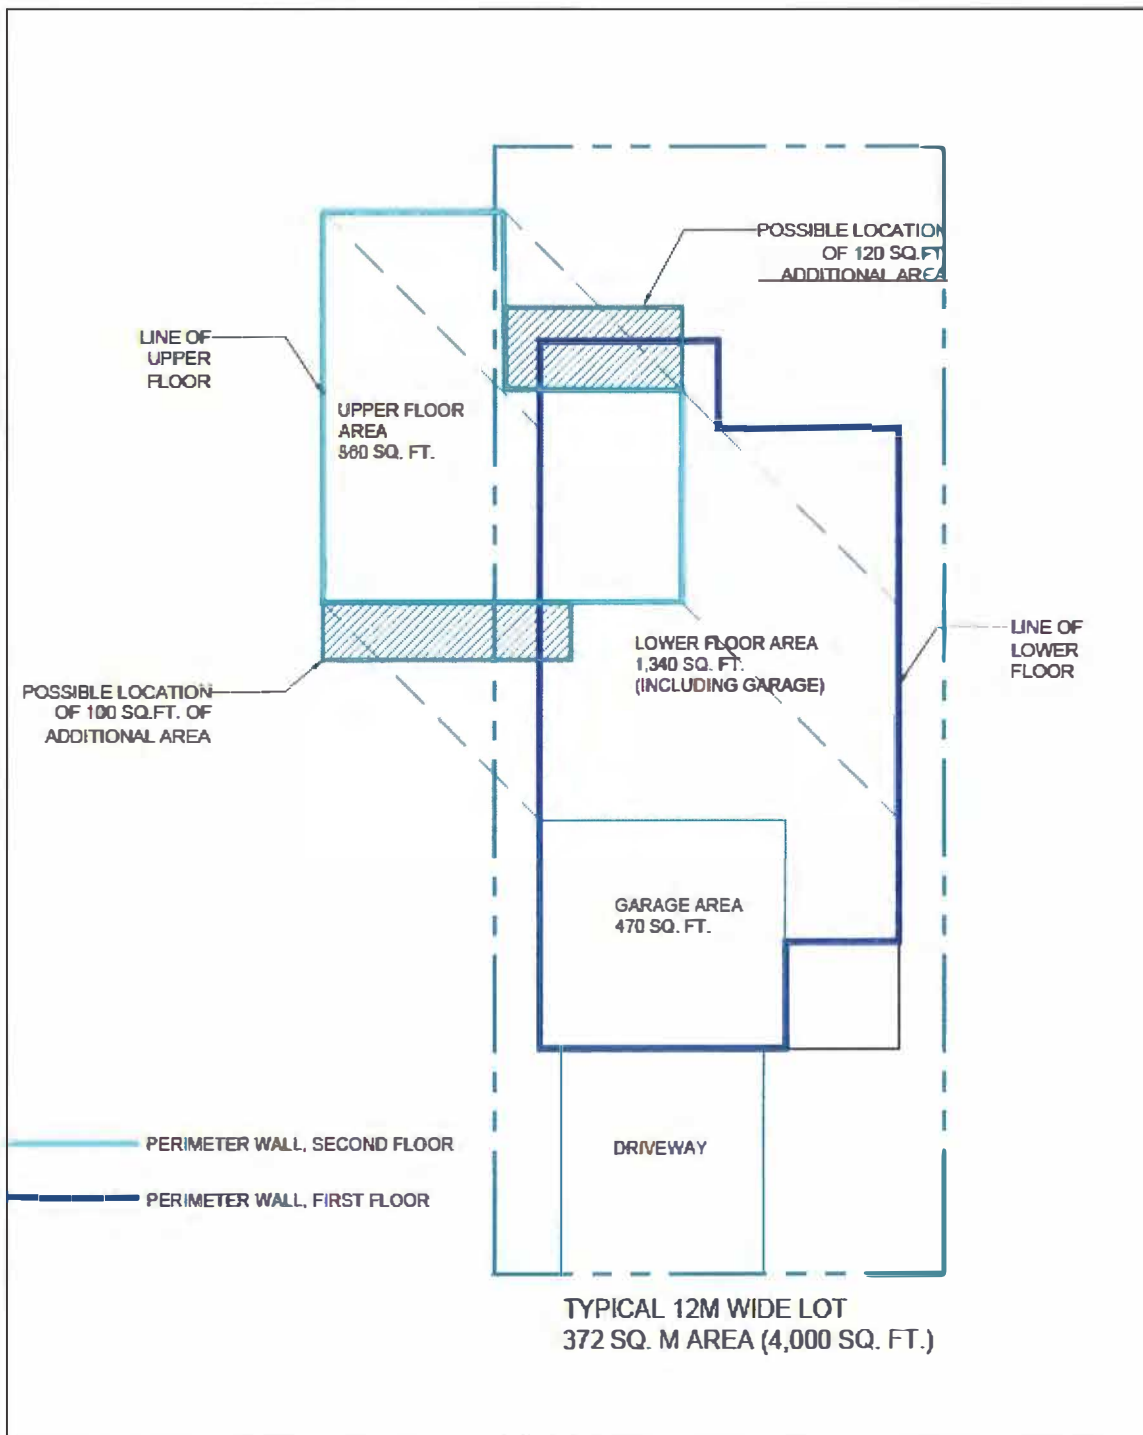 POSSIBLE LOCATION
OF 120 SQ.FT
ADDITIONAL AREA
LINE OF
UPPER
FLOOR
UPPER FLOOR
AREA
SQ. FT.
LOWER FLOOR AREA
1,340 SQ. FT.
(INCLUDING GARAGE)
LINE OF
LOWER
FLOOR
POSSIBLE LOCATION
OF 100 SQ.FT. OF
ADDITIONAL AREA
GARAGE AREA
470 SQ. FT.
PERIMETER WALL, SECOND FLOOR
DRIVEWAY
PERIMETER WALL, FIRST FLOOR
TYPICAL 12M WIDE LOT
372 SQ. M AREA (4,000 SQ. FT.)